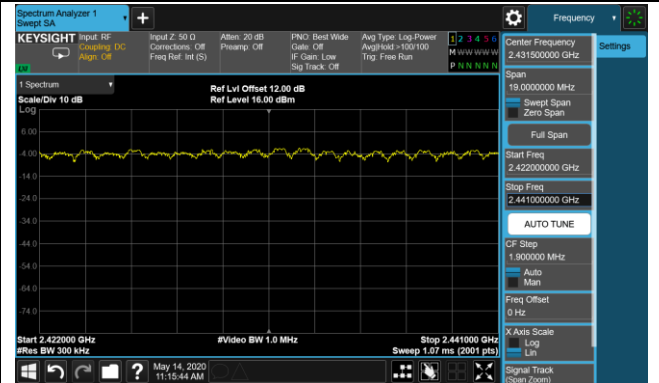 Spectrum Analyzer 1
Swept SA
Frequency
KEYSIGHT
Input: RF
Coupling: DC
Align: Off
Input Z: 50 Ω
Corrections: Off
Freq Ref: Int (S)
Atten: 20 dB
Preamp: Off
PNO: Best Wide
Gate: Off
IF Gain: Low
Sig Track: Off
Avg Type: Log-Power
Avg|Hold:>100/100
Trig: Free Run
1 2 3 4 5 6
M W W W W W
P N N N N N
Center Frequency
2.431500000 GHz
Settings
Span
19.0000000 MHz
Swept Span
Zero Span
Full Span
Start Freq
2.422000000 GHz
Stop Freq
2.441000000 GHz
AUTO TUNE
CF Step
1.900000 MHz
Auto
Man
Freq Offset
0 Hz
X Axis Scale
Log
Lin
Signal Track
(Span Zoom)
1 Spectrum
Scale/Div 10 dB
Ref Lvl Offset 12.00 dB
Ref Level 16.00 dBm
Log
6.00
-4.00
-14.0
-24.0
-34.0
-44.0
-54.0
-64.0
-74.0
Start 2.422000 GHz
#Res BW 300 kHz
#Video BW 1.0 MHz
Stop 2.441000 GHz
Sweep 1.07 ms (2001 pts)
May 14, 2020
11:15:44 AM